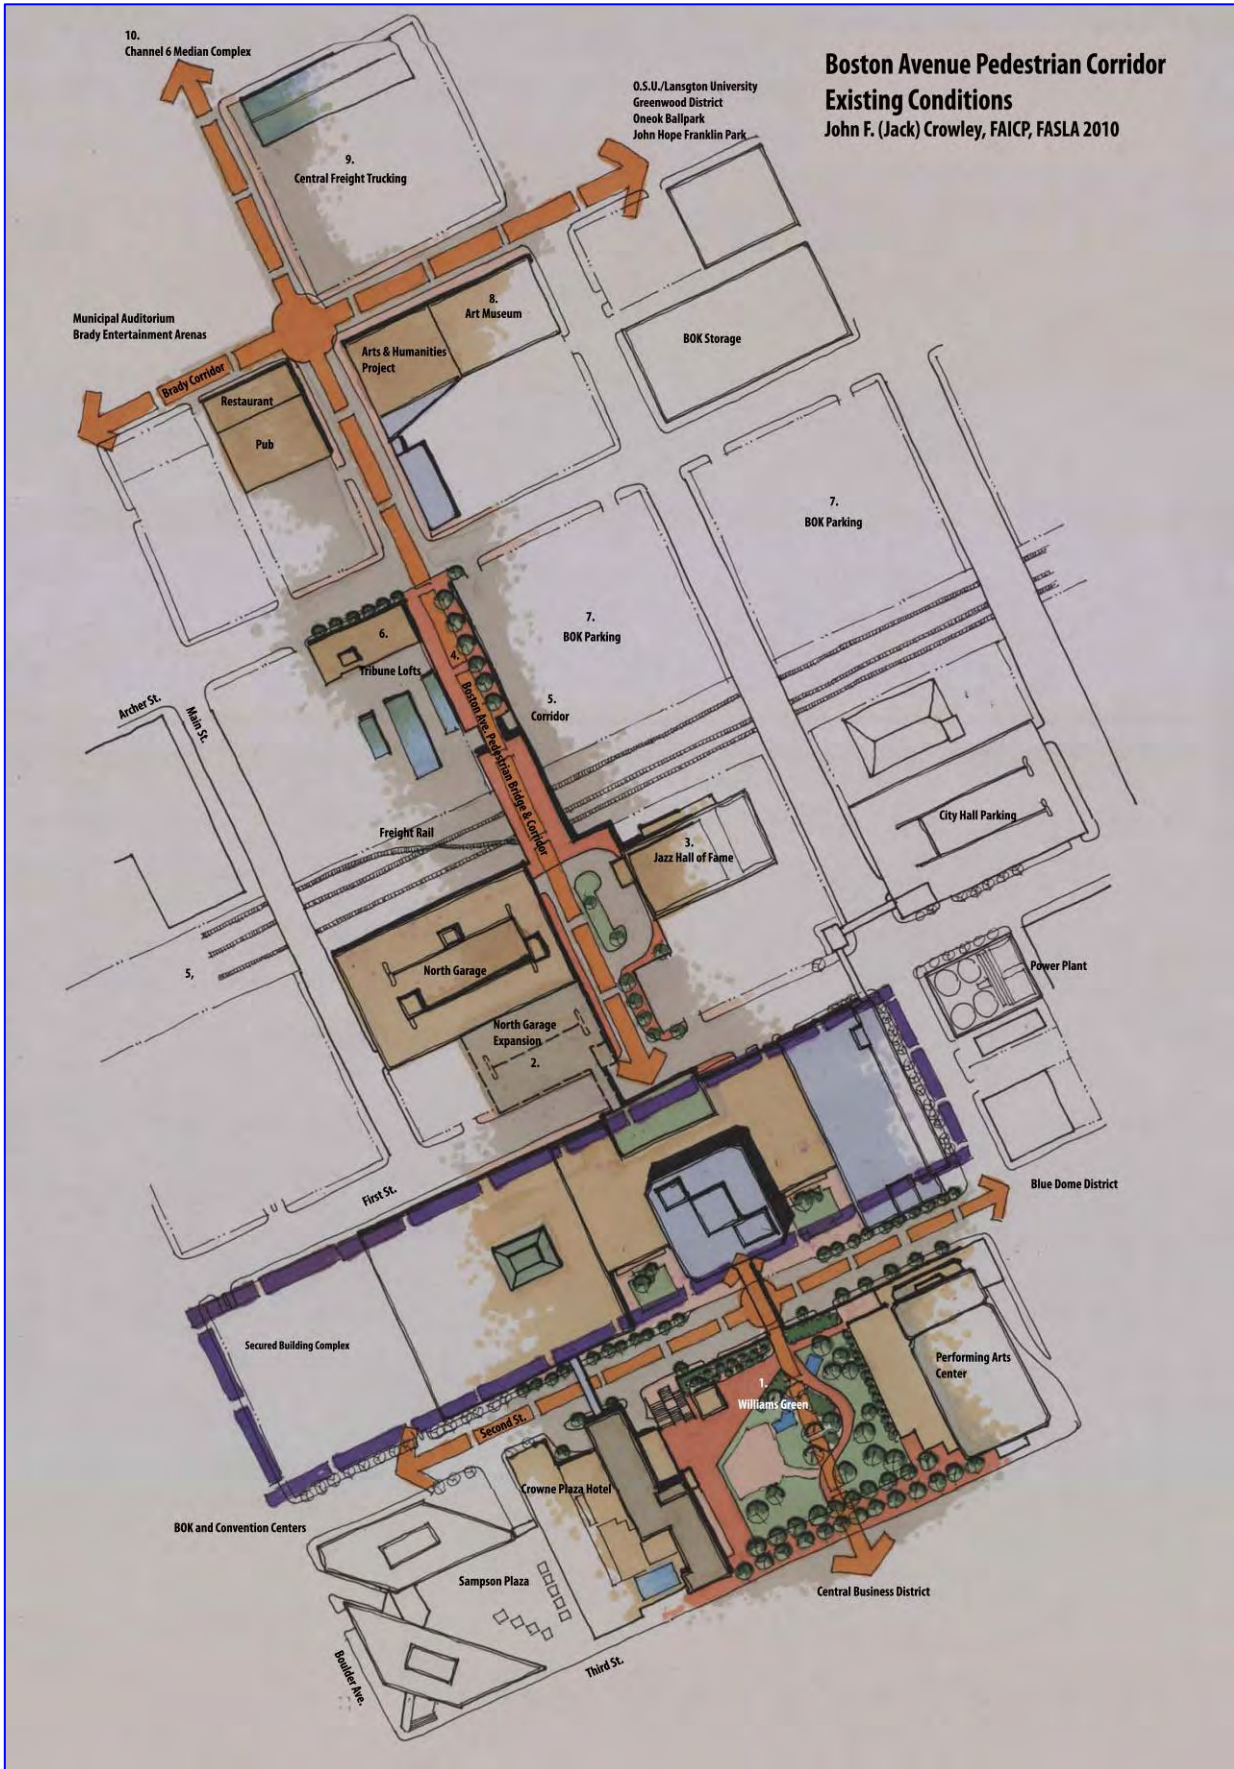 10.
Channel 6 Median Complex
Boston Avenue Pedestrian Corridor
Existing Conditions
John F. (Jack) Crowley, FAICP, FASLA 2010
O.S.U./Lansgton University
Greenwood District
Oneok Ballpark
John Hope Franklin Park
9.
Central Freight Trucking
8.
Art Museum
Municipal Auditorium
Brady Entertainment Arenas
BOK Storage
Arts & Humanities
Project
Brady Corridor
Restaurant
Pub
7.
BOK Parking
7.
BOK Parking
6.
4.
Tribune Lofts
Boston Ave. Pedestrian Bridge & Corridor
5.
Corridor
Archer St.
Main St.
City Hall Parking
Freight Rail
3.
Jazz Hall of Fame
5,
North Garage
Power Plant
North Garage
Expansion
2.
First St.
Blue Dome District
Secured Building Complex
Performing Arts
Center
1.
Williams Green
Second St.
Crowne Plaza Hotel
BOK and Convention Centers
Sampson Plaza
Central Business District
Third St.
Boulder Ave.